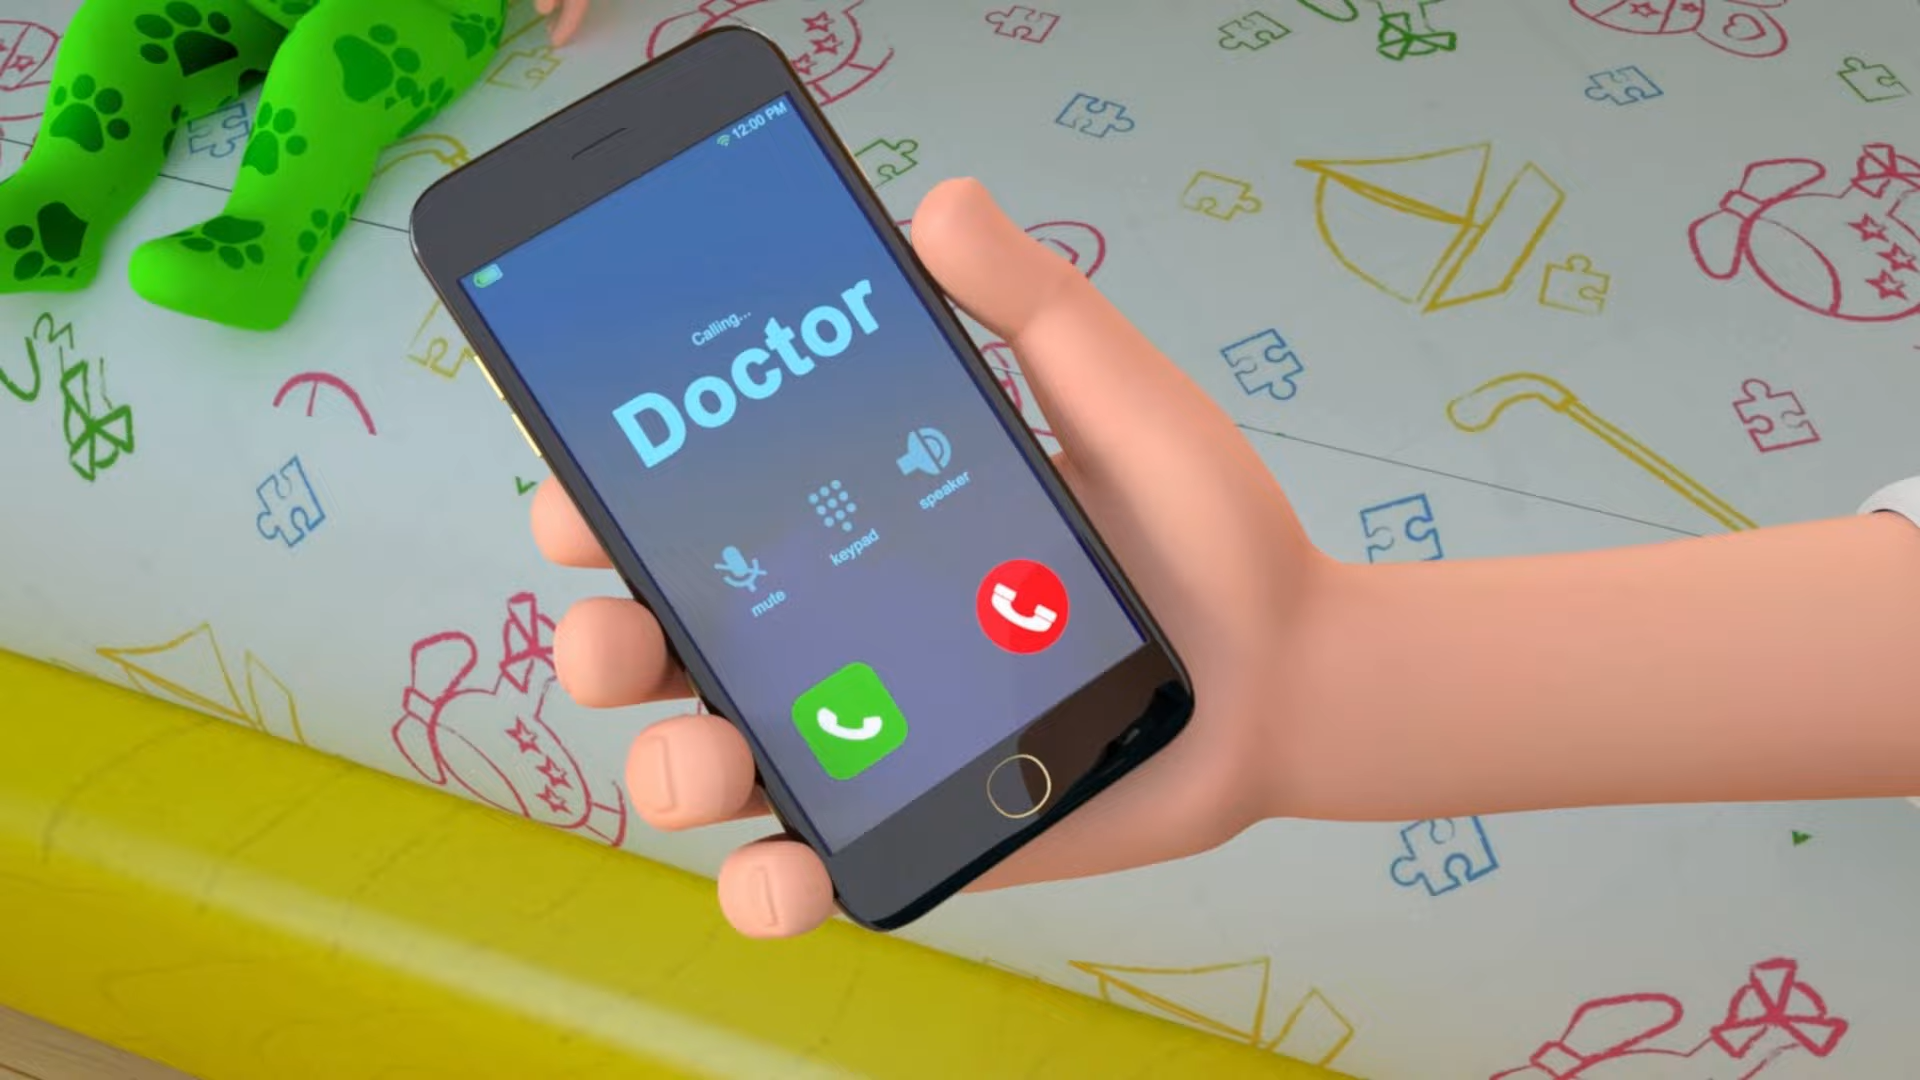 12:00 PM
Calling...
Doctor
mute
keypad
speaker